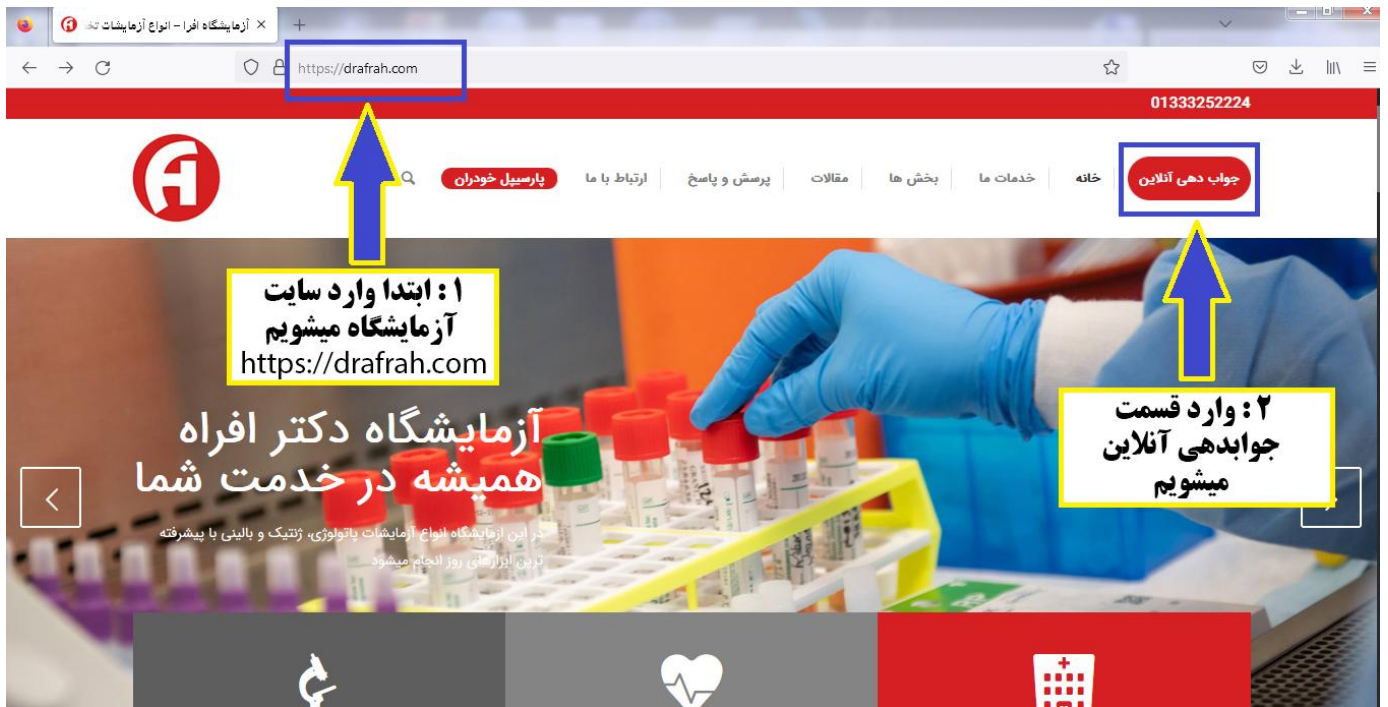 آزمایشگاه افرا – انواع آزمایشات تخ
https://drafrah.com
01333252224
جواب دهی آنلاین
خانه
خدمات ما
بخش ها
مقالات
پرسش و پاسخ
ارتباط با ما
پارسیپل خودران
۱ : ابتدا وارد سایت
آزمایشگاه میشویم
https://drafrah.com
۲ : وارد قسمت
جوابدهی آنلاین
میشویم
آزمایشگاه دکتر افراه
همیشه در خدمت شما
در این ازمایشگاه انواع آزمایشات پاتولوژی، ژنتیک و بالینی با پیشرفته
ترین ابزارهای روز انجام میشود